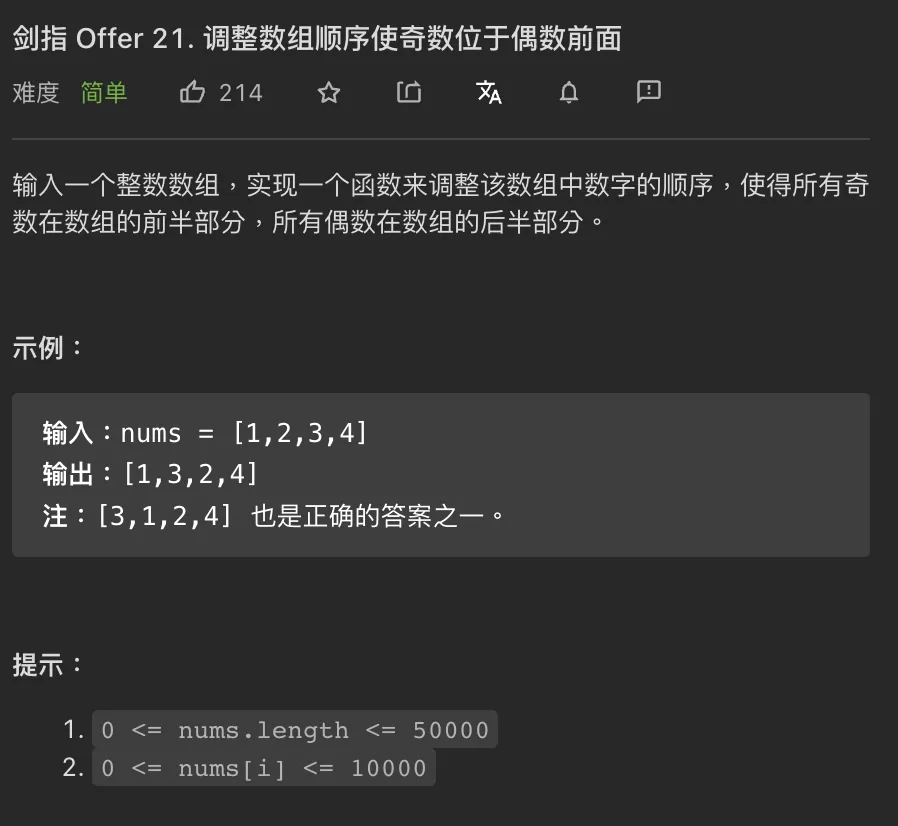 剑指 Offer 21. 调整数组顺序使奇数位于偶数前面
难度 简单 214
输入一个整数数组，实现一个函数来调整该数组中数字的顺序，使得所有奇
数在数组的前半部分，所有偶数在数组的后半部分。
示例：
输入：nums = [1,2,3,4]
输出：[1,3,2,4]
注：[3,1,2,4] 也是正确的答案之一。
提示：
1. 0 <= nums.length <= 50000
2. 0 <= nums[i] <= 10000